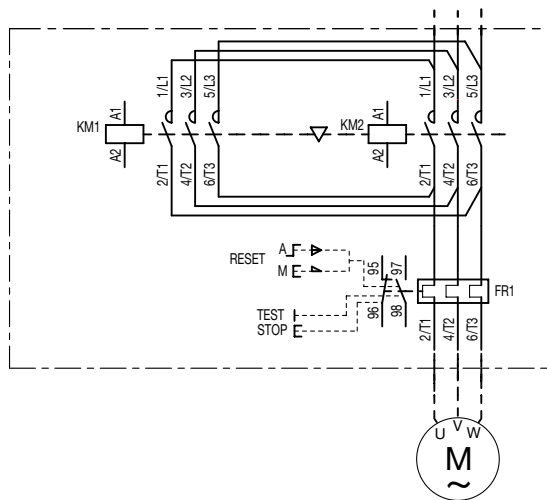 1/L1 3/L2 5/L3 1/L1 3/L2 5/L3
KM1 A1 KM2 A1
A2 A2
2/T1 4/T2 6/T3 2/T1 4/T2 6/T3
RESET A 95 97
M
FR1
TEST 96 98
STOP
2/T1 4/T2 6/T3
U V W
M
~